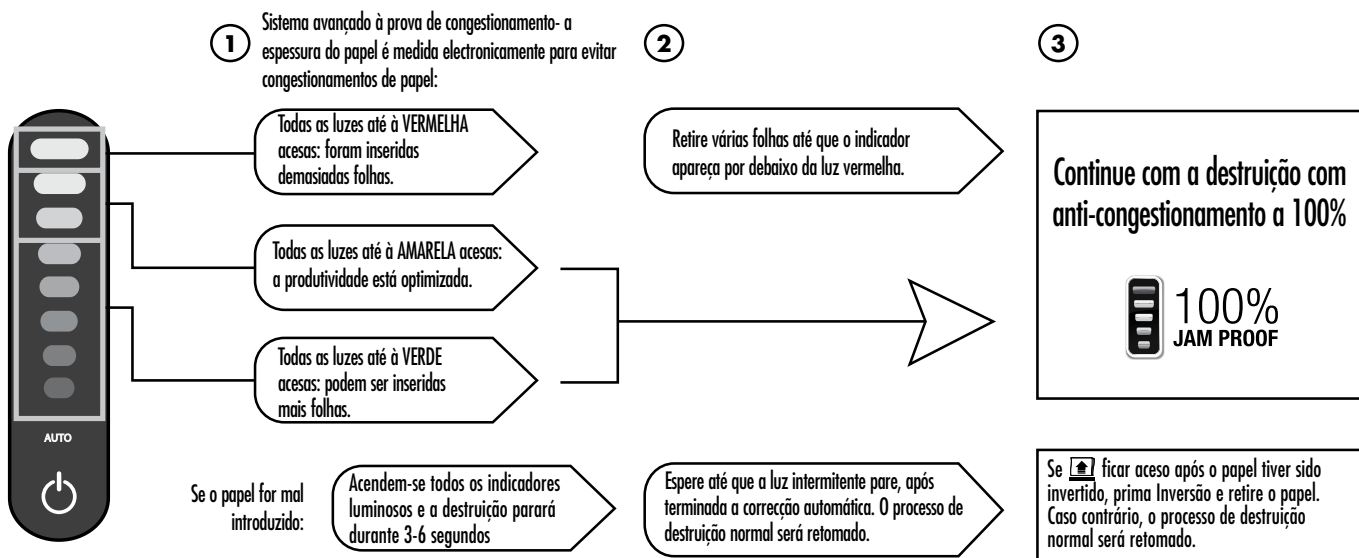 1
Sistema avançado à prova de congestionamento- a
espessura do papel é medida electronicamente para evitar
congestionamentos de papel:
2
3
Todas as luzes até à VERMELHA
acesas: foram inseridas
demasiadas folhas.
Retire várias folhas até que o indicador
apareça por debaixo da luz vermelha.
Continue com a destruição com
anti-congestionamento a 100%
100%
JAM PROOF
Todas as luzes até à AMARELA acesas:
a produtividade está optimizada.
Todas as luzes até à VERDE
acesas: podem ser inseridas
mais folhas.
AUTO
Se o papel for mal
introduzido:
Acendem-se todos os indicadores
luminosos e a destruição parará
durante 3-6 segundos
Espere até que a luz intermitente pare, após
terminada a correcção automática. O processo de
destruição normal será retomado.
Se ficar aceso após o papel tiver sido
invertido, prima Inversão e retire o papel.
Caso contrário, o processo de destruição
normal será retomado.